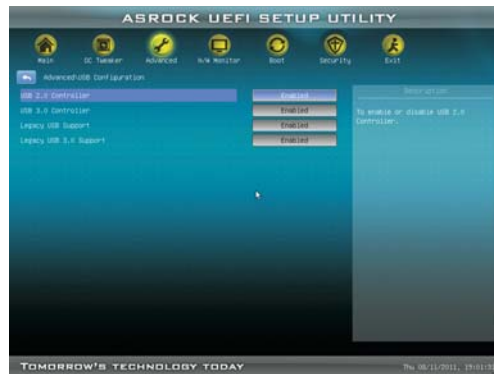 ASROCK UEFI SETUP UTILITY
Main
OC Tweaker
Advanced
H/W Monitor
Boot
Security
Exit
Advanced\USB Configuration
USB 2.0 Controller Enabled
USB 3.0 Controller Enabled
Legacy USB Support Enabled
Legacy USB 3.0 Support Enabled
Description
To enable or disable USB 2.0
Controller.
TOMORROW'S TECHNOLOGY TODAY
Thu 08/11/2011,